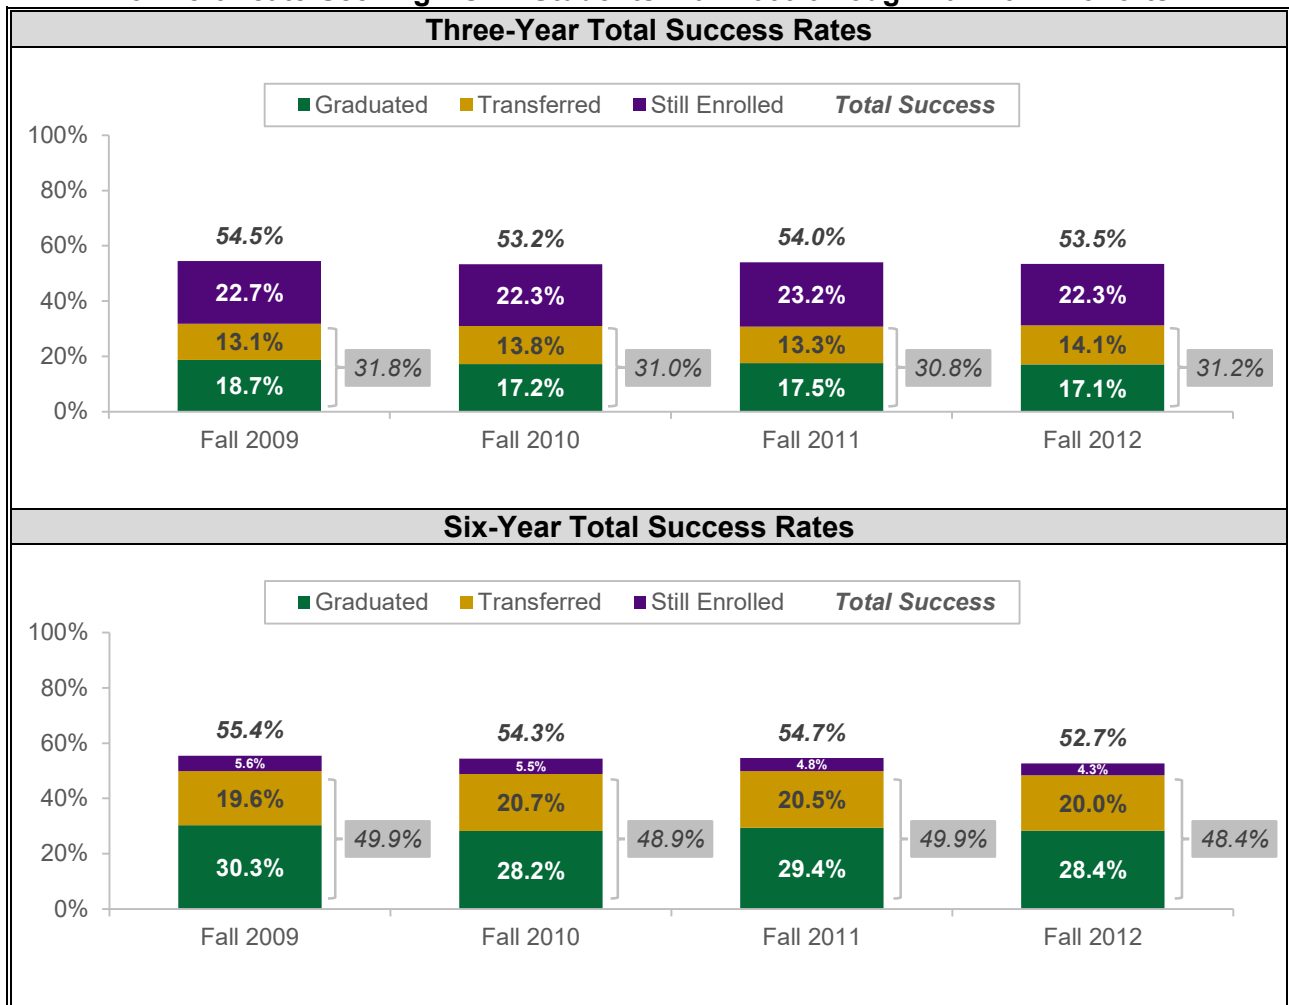 Three-Year Total Success Rates
Graduated Transferred Still Enrolled Total Success
100%
80%
60%
40%
20%
0%
54.5% 53.2% 54.0% 53.5%
22.7% 22.3% 23.2% 22.3%
13.1% 13.8% 13.3% 14.1%
31.8% 31.0% 30.8% 31.2%
18.7% 17.2% 17.5% 17.1%
Fall 2009 Fall 2010 Fall 2011 Fall 2012
Six-Year Total Success Rates
Graduated Transferred Still Enrolled Total Success
100%
80%
60%
40%
20%
0%
55.4% 54.3% 54.7% 52.7%
5.6% 5.5% 4.8% 4.3%
19.6% 20.7% 20.5% 20.0%
49.9% 48.9% 49.9% 48.4%
30.3% 28.2% 29.4% 28.4%
Fall 2009 Fall 2010 Fall 2011 Fall 2012